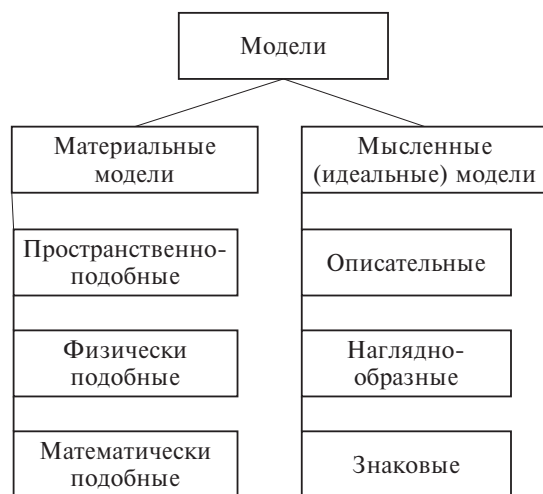 Модели
Материальные
модели
Мысленные
(идеальные) модели
Пространственно-
подобные
Описательные
Физически
подобные
Наглядно-
образные
Математически
подобные
Знаковые